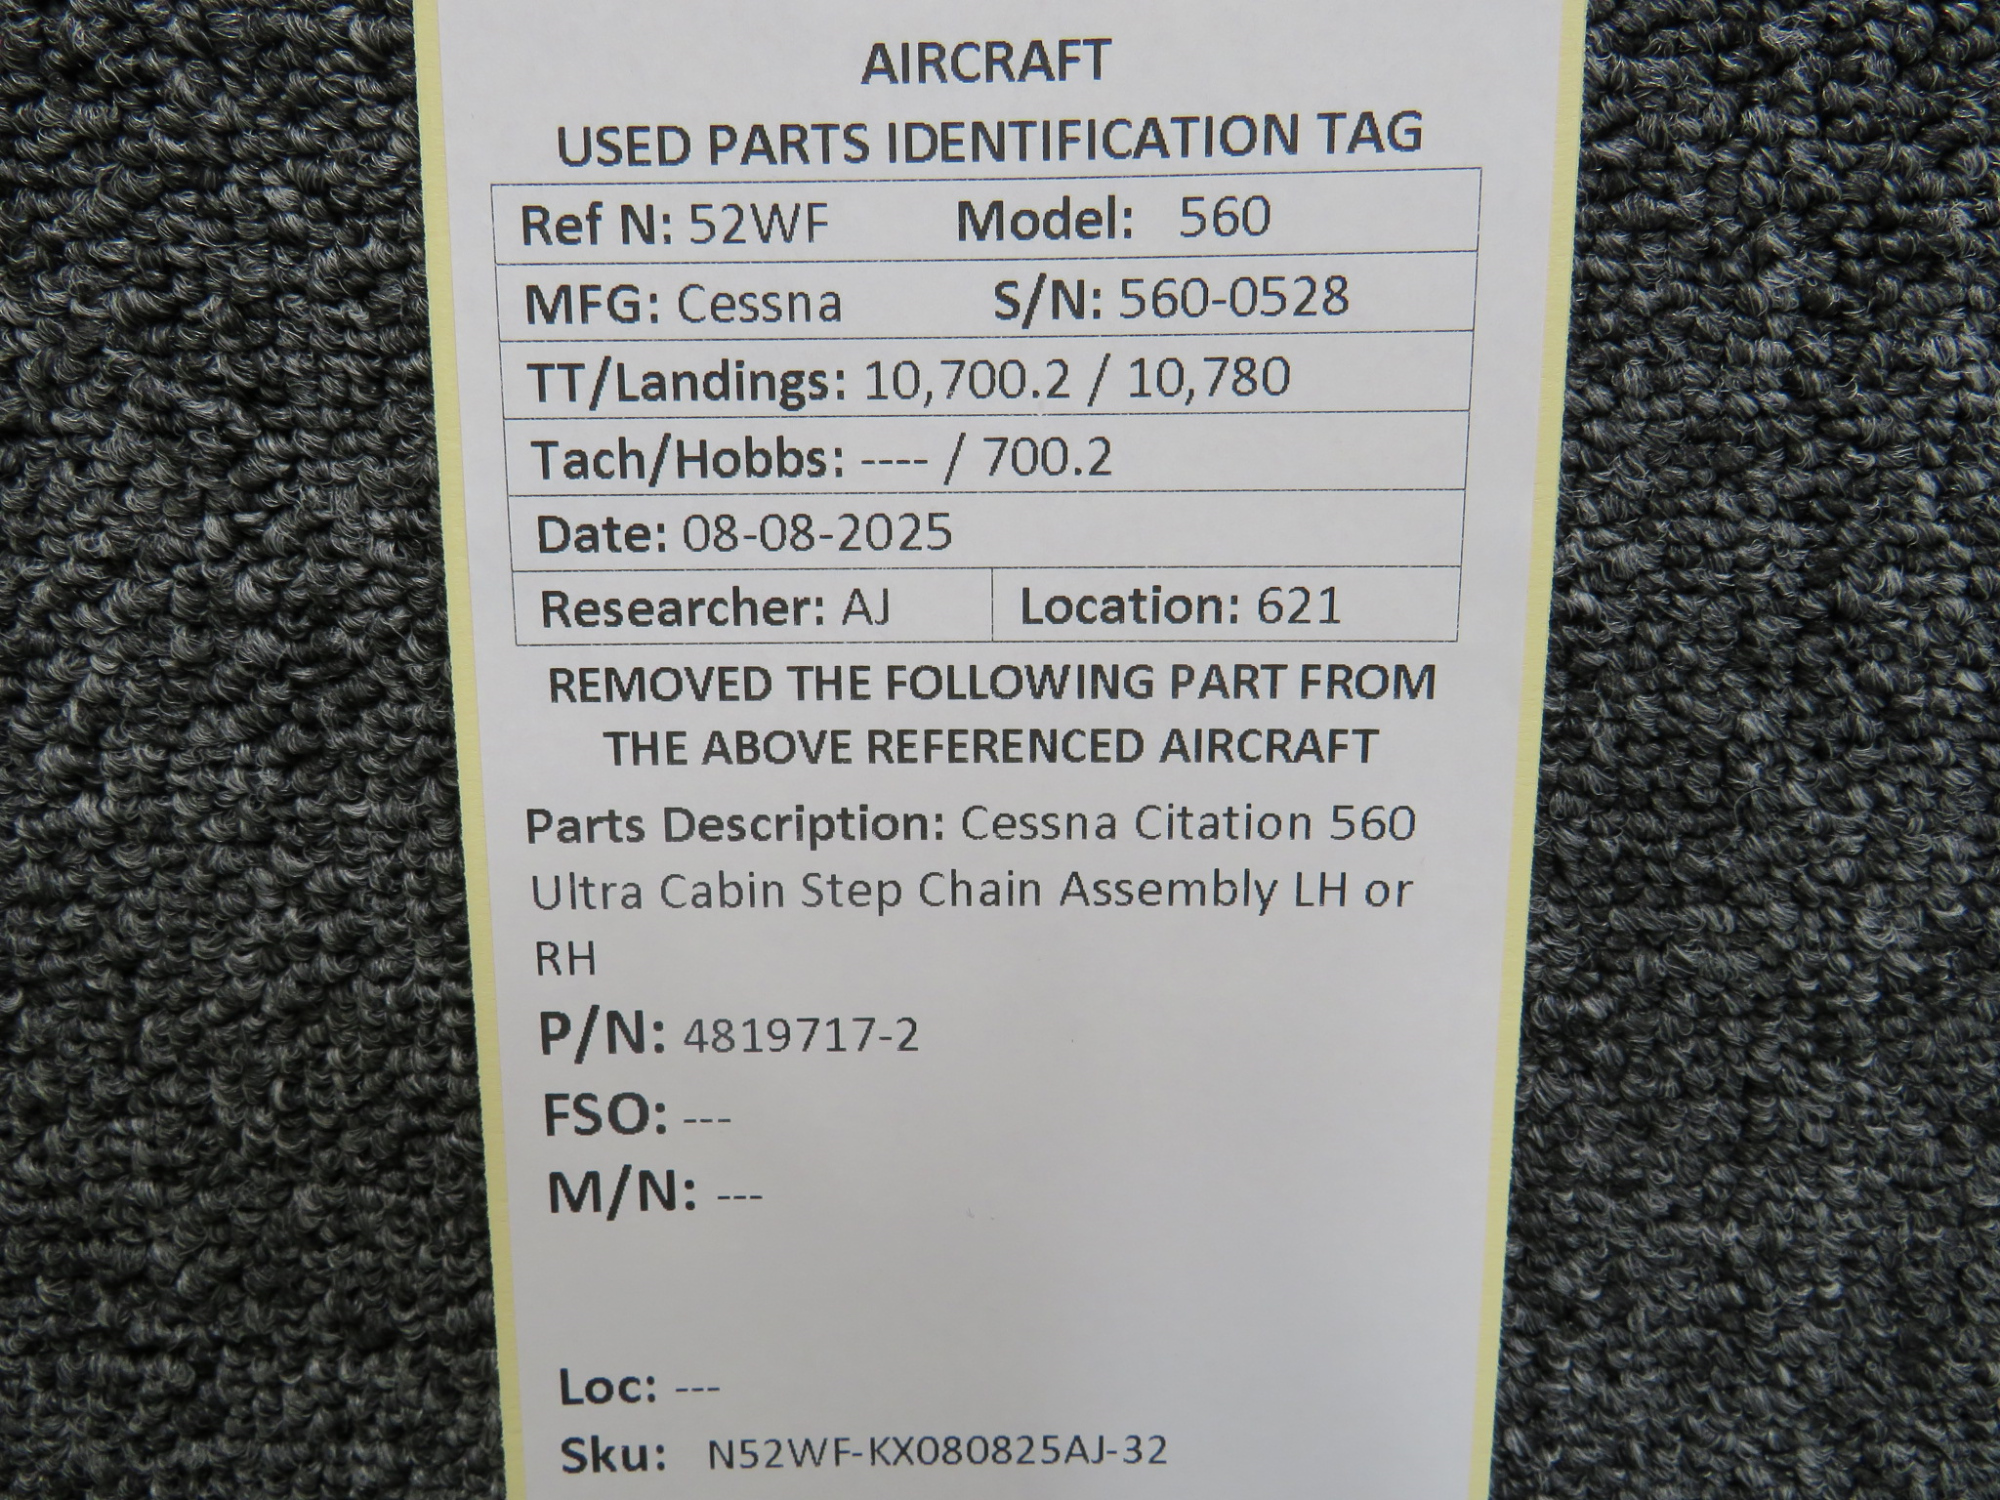 AIRCRAFT
USED PARTS IDENTIFICATION TAG
Ref N: 52WF Model: 560
MFG: Cessna S/N: 560-0528
TT/Landings: 10,700.2 / 10,780
Tach/Hobbs: ---- / 700.2
Date: 08-08-2025
Researcher: AJ Location: 621
REMOVED THE FOLLOWING PART FROM
THE ABOVE REFERENCED AIRCRAFT
Parts Description: Cessna Citation 560
Ultra Cabin Step Chain Assembly LH or
RH
P/N: 4819717-2
FSO: ---
M/N: ---
Loc: ---
Sku: N52WF-KX080825AJ-32